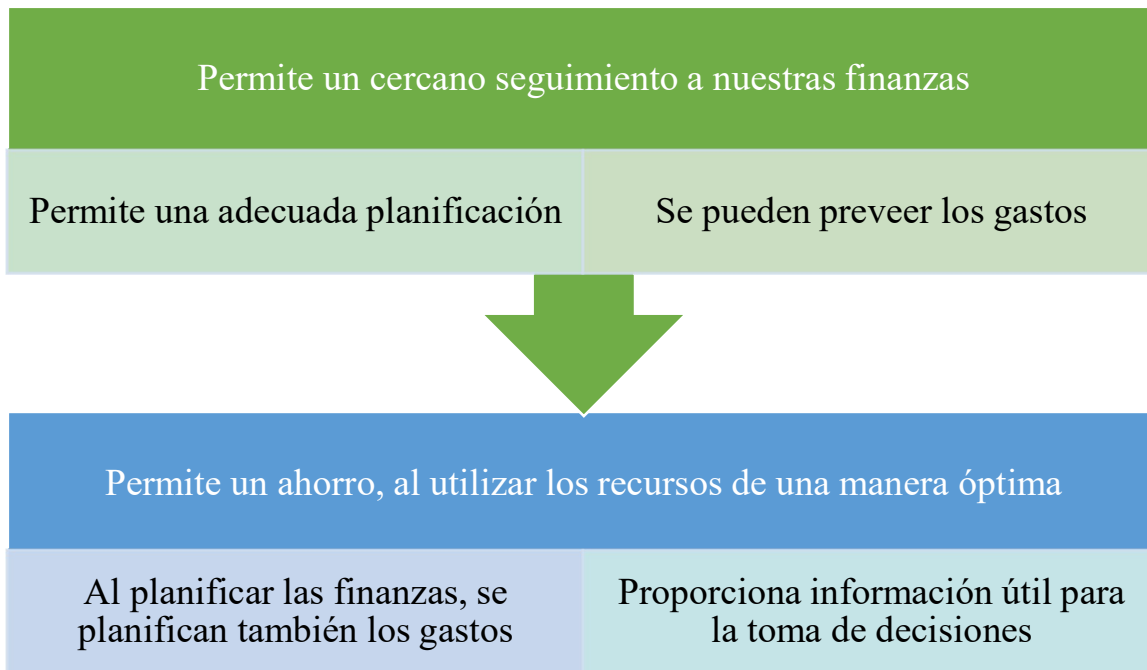 Permite un cercano seguimiento a nuestras finanzas
Permite una adecuada planificación
Se pueden preveer los gastos
Permite un ahorro, al utilizar los recursos de una manera óptima
Al planificar las finanzas, se
planifican también los gastos
Proporciona información útil para
la toma de decisiones